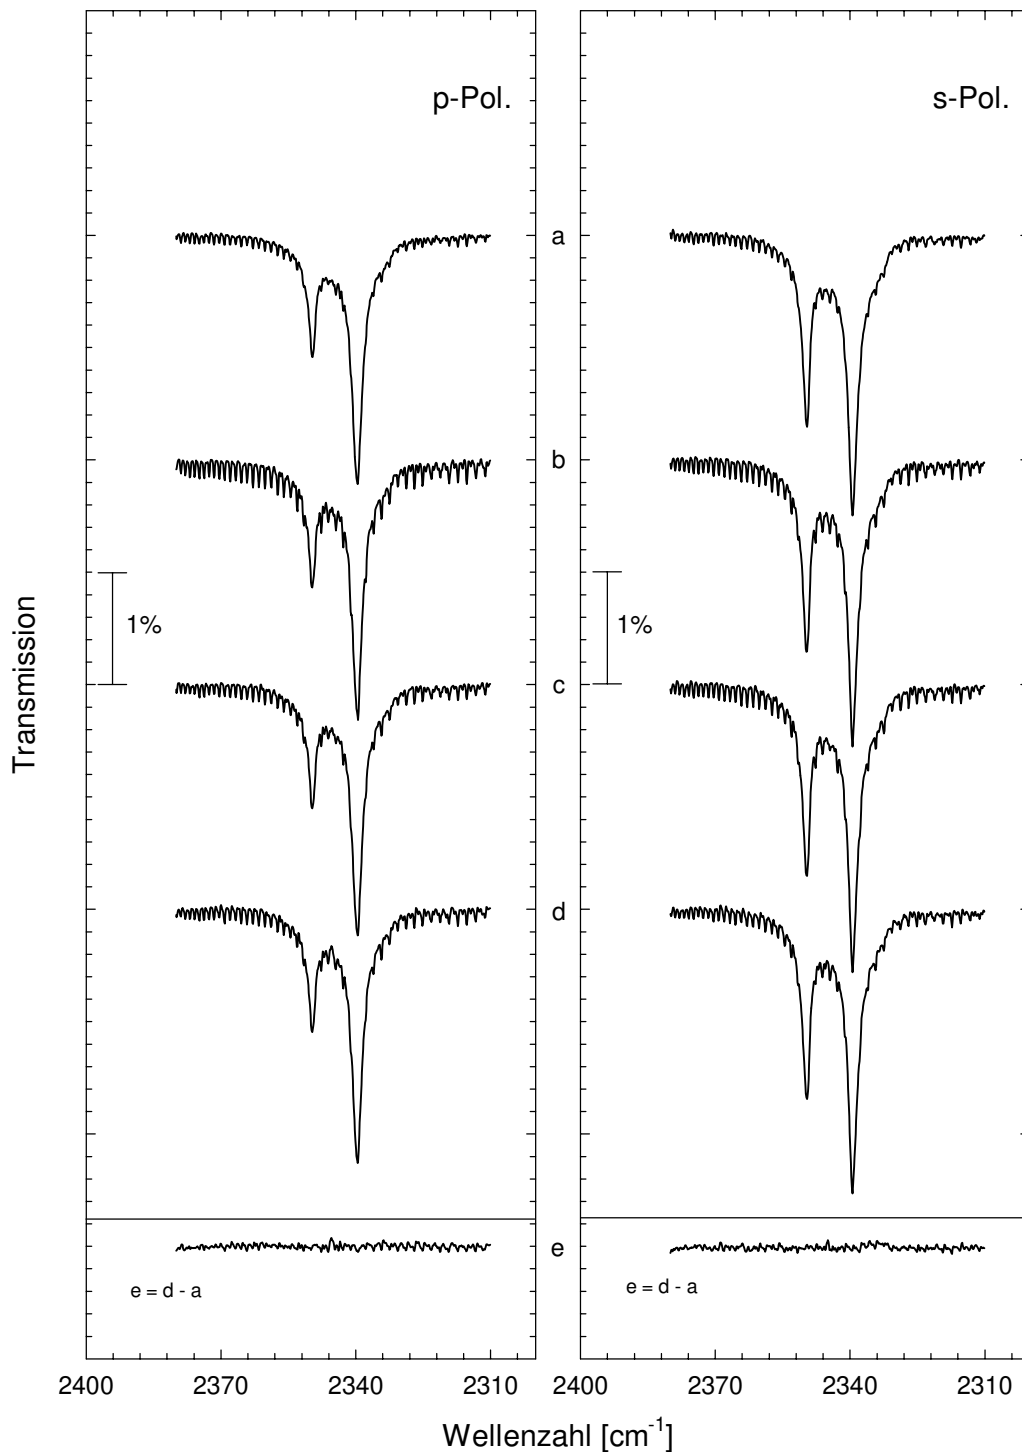 p-Pol.
s-Pol.
a
b
1%
1%
c
Transmission
d
e
e = d - a
e = d - a
2400
2370
2340
2310
2400
2370
2340
2310
Wellenzahl [cm⁻¹]